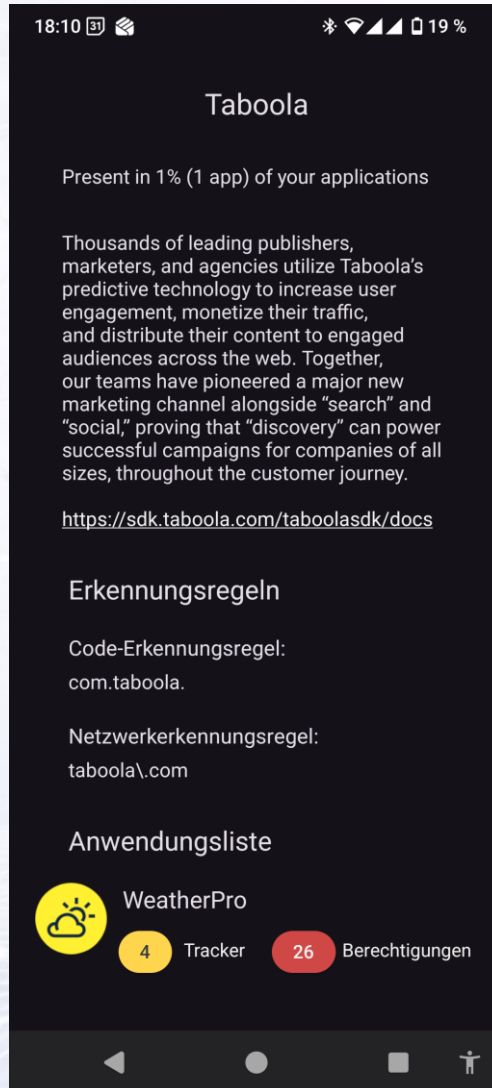 18:10 31 19 %
Taboola
Present in 1% (1 app) of your applications
Thousands of leading publishers,
marketers, and agencies utilize Taboola’s
predictive technology to increase user
engagement, monetize their traffic,
and distribute their content to engaged
audiences across the web. Together,
our teams have pioneered a major new
marketing channel alongside “search” and
“social,” proving that “discovery” can power
successful campaigns for companies of all
sizes, throughout the customer journey.
https://sdk.taboola.com/taboolasdk/docs
Erkennungsregeln
Code-Erkennungsregel:
com.taboola.
Netzwerkerkennungsregel:
taboola\.com
Anwendungsliste
WeatherPro
4 Tracker 26 Berechtigungen